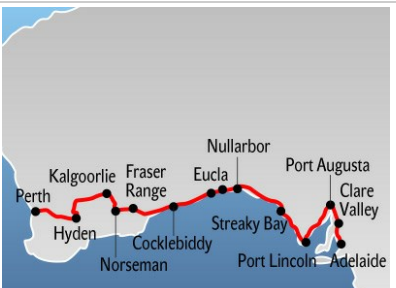 Nullarbor
Port Augusta
Kalgoorlie
Fraser
Range
Eucla
Clare
Valley
Perth
Streaky Bay
Hyden
Cocklebiddy
Norseman
Port Lincoln
Adelaide